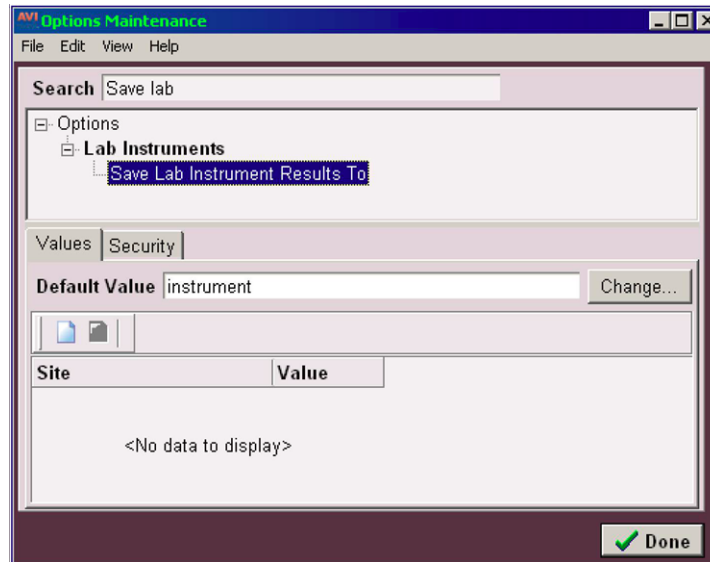 AVI Options Maintenance
File Edit View Help
Search Save lab
Options
Lab Instruments
Save Lab Instrument Results To
Values Security
Default Value instrument Change...
Site Value
<No data to display>
Done